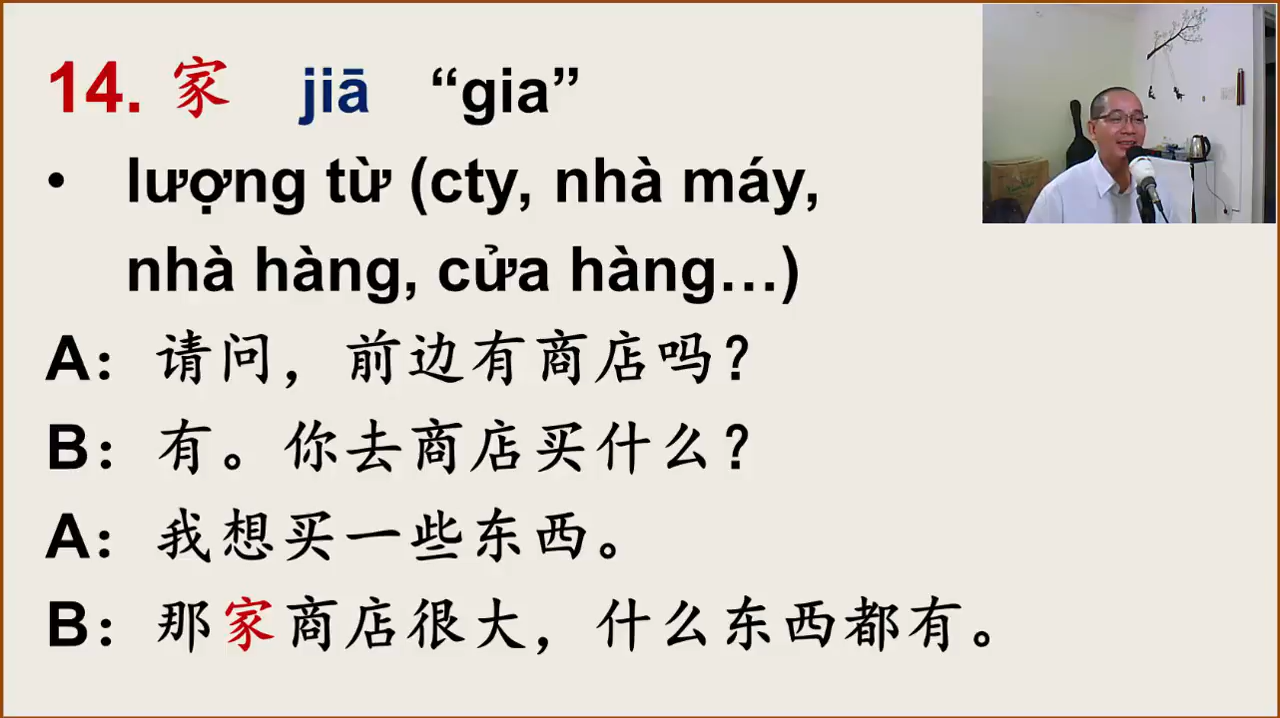 14. 家 jiā “gia”
• lượng từ (cty, nhà máy,
nhà hàng, cửa hàng…)
A：请问，前边有商店吗？
B：有。你去商店买什么？
A：我想买一些东西。
B：那家商店很大，什么东西都有。